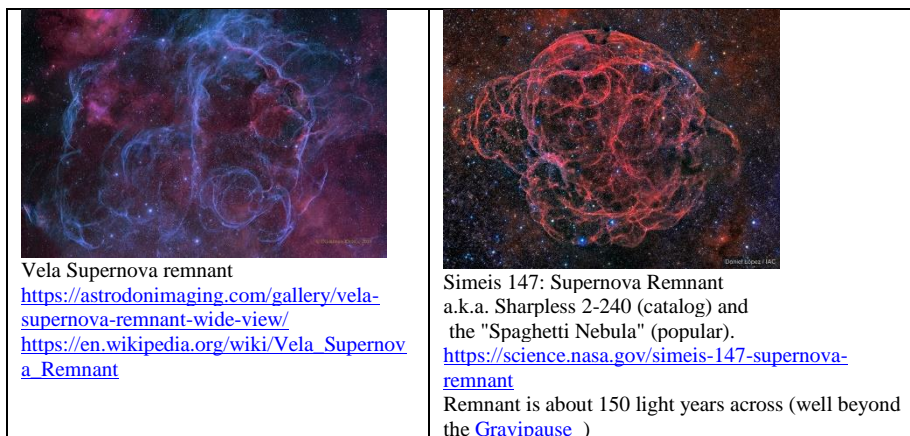 Vela Supernova remnant
https://astrodonimaging.com/gallery/vela-
supernova-remnant-wide-view/
https://en.wikipedia.org/wiki/Vela_Supernov
a_Remnant
Daniel López / IAC
Simeis 147: Supernova Remnant
a.k.a. Sharpless 2-240 (catalog) and
the "Spaghetti Nebula" (popular).
https://science.nasa.gov/simeis-147-supernova-
remnant
Remnant is about 150 light years across (well beyond
the Gravipause )